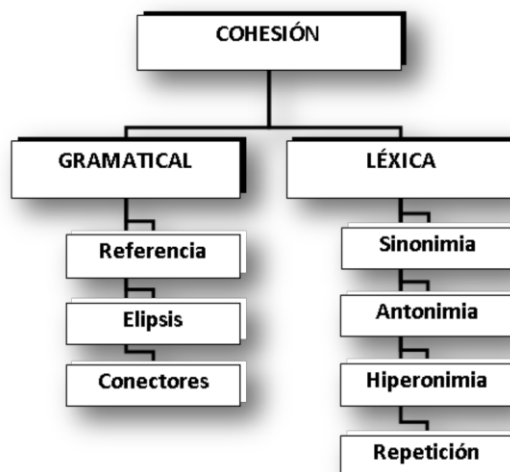 COHESIÓN
GRAMATICAL
Referencia
Elipsis
Conectores
LÉXICA
Sinonimia
Antonimia
Hiperonimia
Repetición